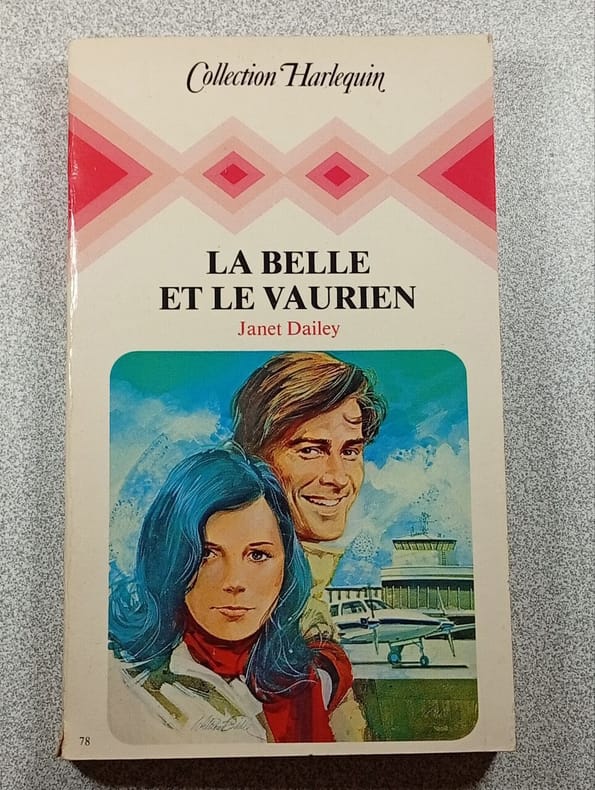 Collection Harlequin
LA BELLE
ET LE VAURIEN
Janet Dailey
78